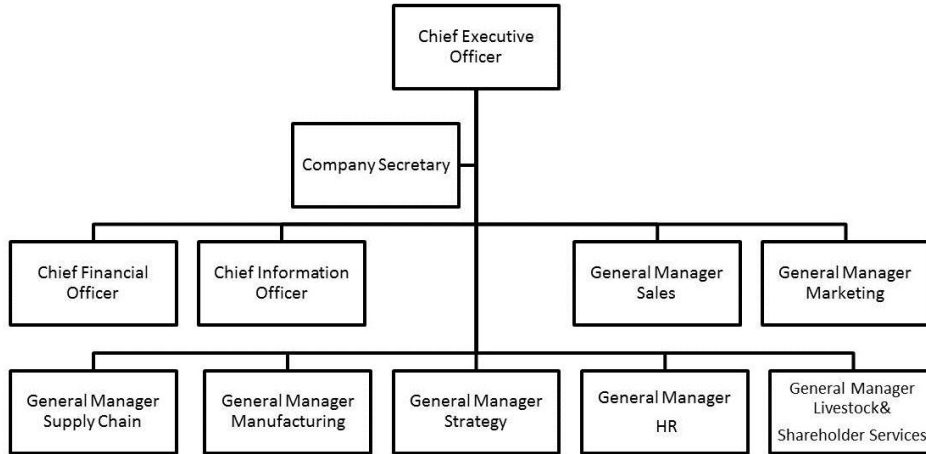 Chief Executive
Officer
Company Secretary
Chief Financial
Officer
Chief Information
Officer
General Manager
Sales
General Manager
Marketing
General Manager
Supply Chain
General Manager
Manufacturing
General Manager
Strategy
General Manager
HR
General Manager
Livestock&
Shareholder Services